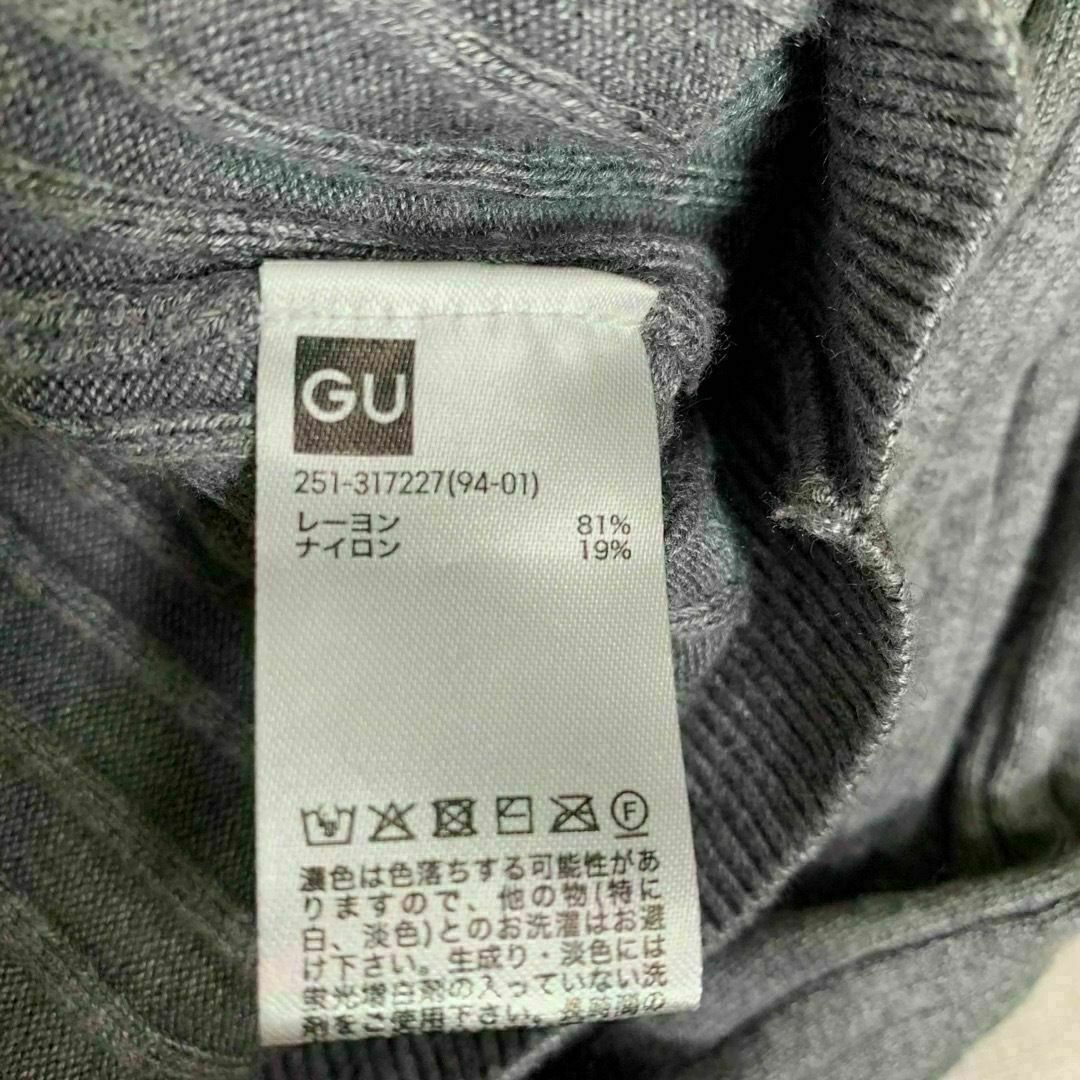 GU
251-317227(94-01)
レーヨン 81%
ナイロン 19%
F
濃色は色落ちする可能性があ
りますので、他の物(特に
白、淡色)とのお洗濯はお避
け下さい。生成り・淡色には
蛍光増白剤の入っていない洗
剤をご使用下さい。長時間の